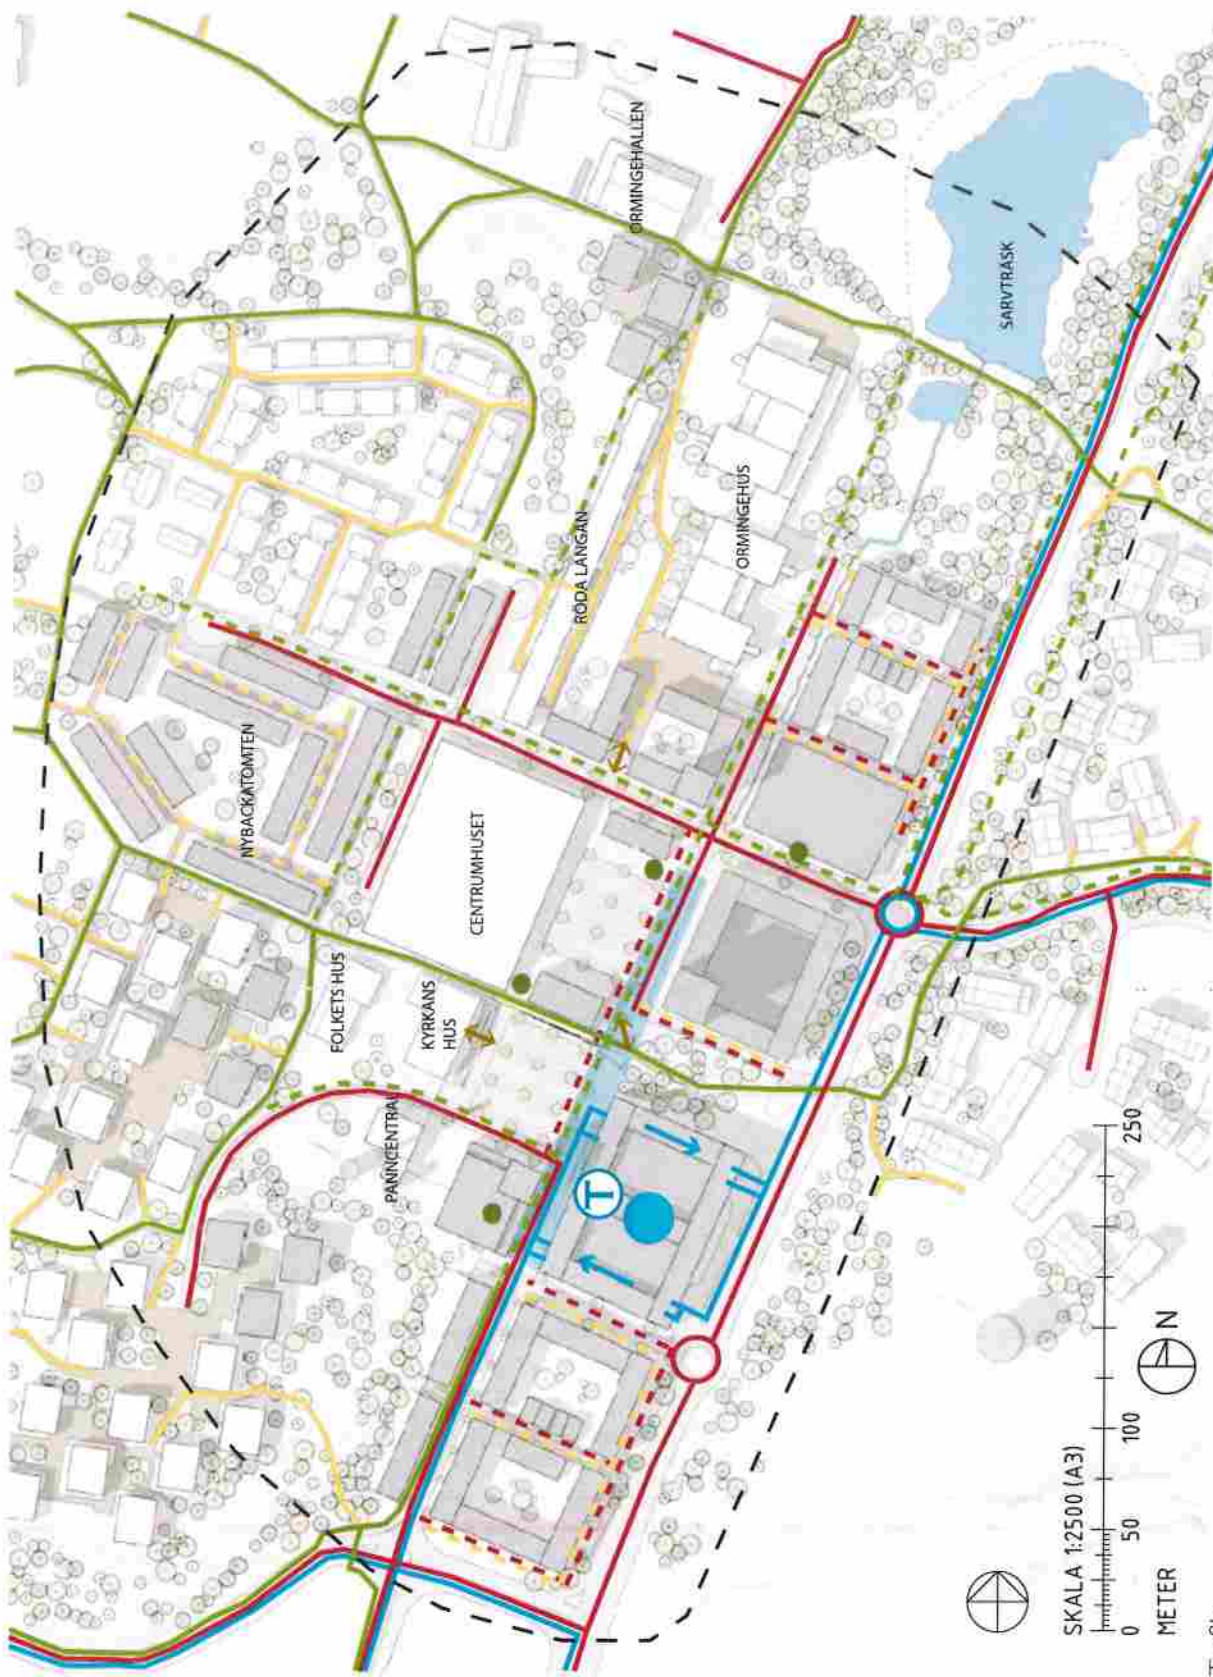 ORMINGEHALLEN
SARVTRÄSK
RÖDA LÄNGAN
ORMINGEHUS
NYBACKATOMTEN
CENTRUMHUSET
FOLKETS HUS
KYRKANS
HUS
PANNCENTRAL
T
SKALA 1:2500 (A3)
0 50 100 250
METER
N